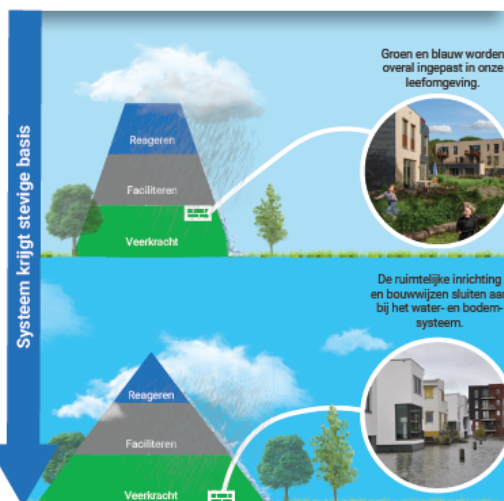 Systeem krijgt stevige basis
Groen en blauw worden
overal ingepast in onze
leefomgeving.
Reageren
Faciliteren
Veerkracht
De ruimtelijke inrichting
en bouwwijzen sluiten aan
bij het water- en bodem-
systeem.
Reageren
Faciliteren
Veerkracht